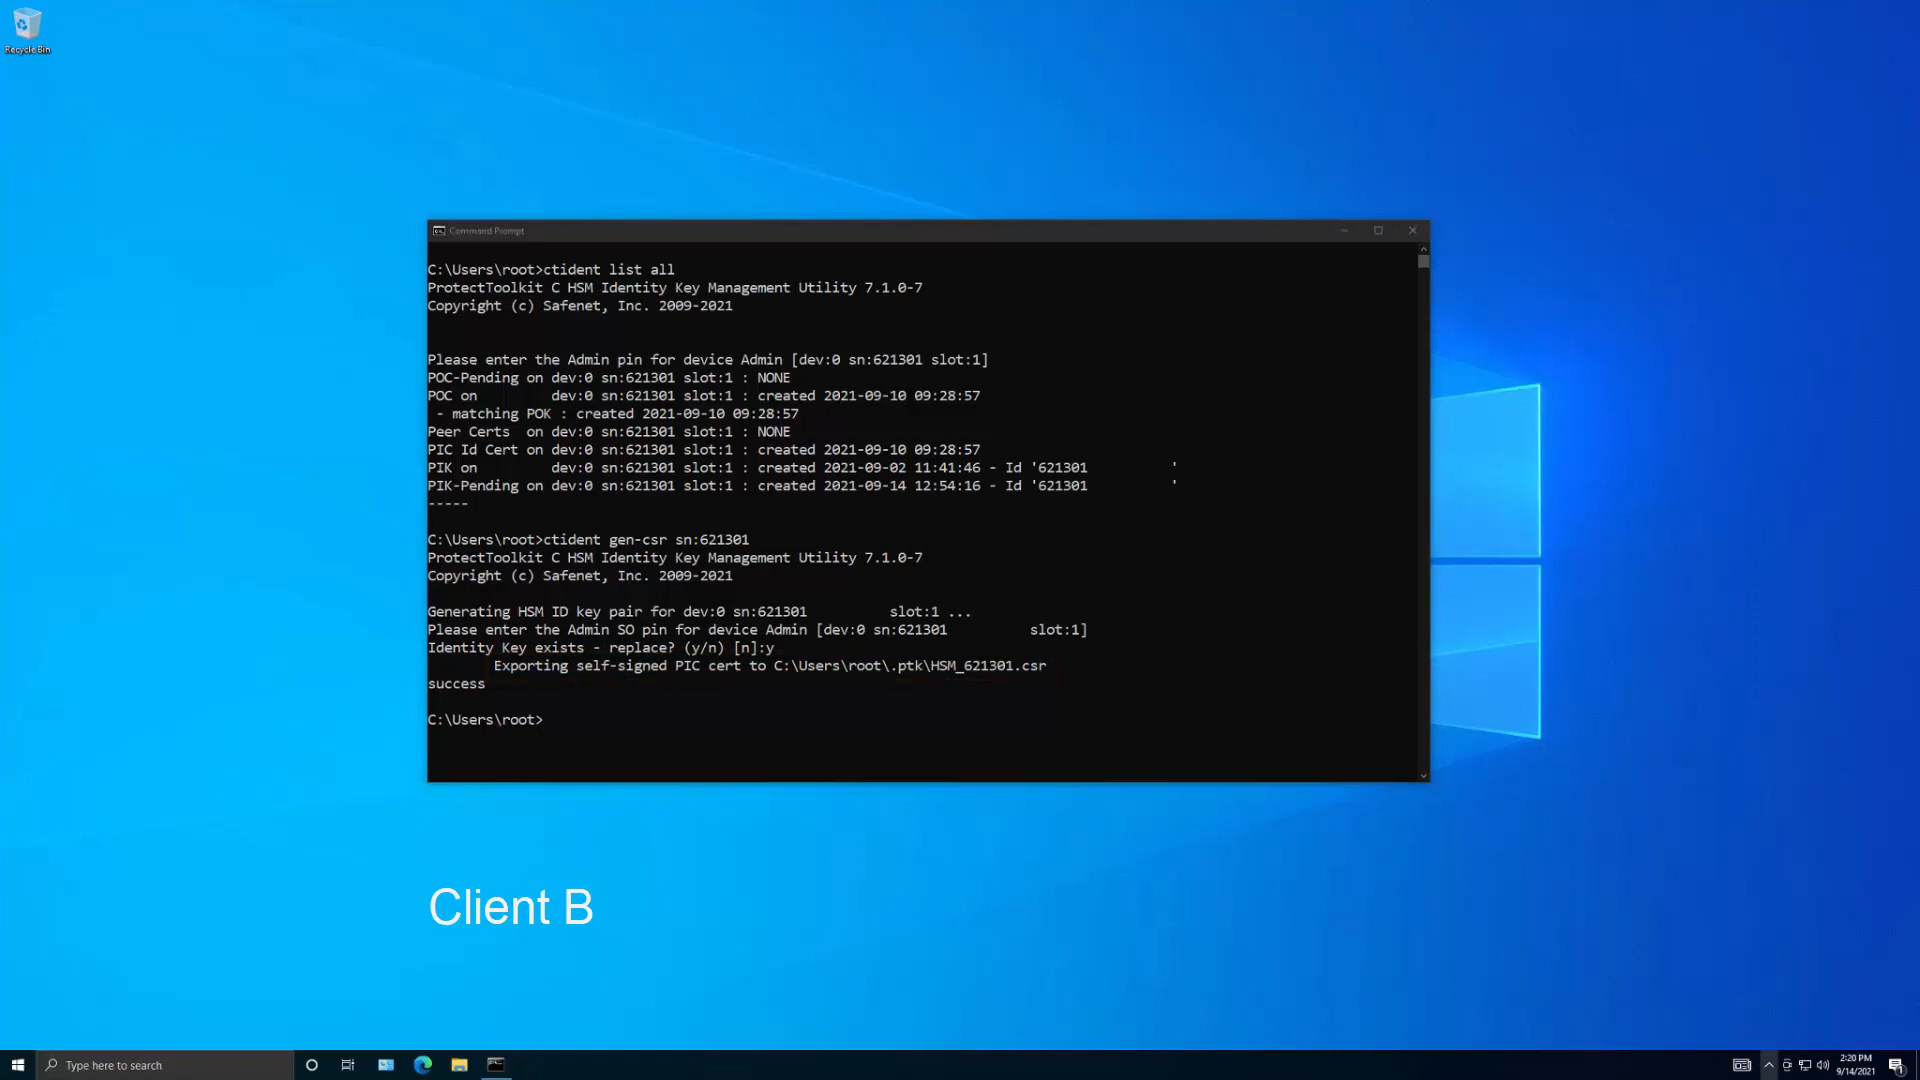 Recycle Bin
Command Prompt
C:\Users\root>ctident list all
ProtectToolkit C HSM Identity Key Management Utility 7.1.0-7
Copyright (c) Safenet, Inc. 2009-2021
Please enter the Admin pin for device Admin [dev:0 sn:621301 slot:1]
POC-Pending on dev:0 sn:621301 slot:1 : NONE
POC on         dev:0 sn:621301 slot:1 : created 2021-09-10 09:28:57
 - matching POK : created 2021-09-10 09:28:57
Peer Certs  on dev:0 sn:621301 slot:1 : NONE
PIC Id Cert on dev:0 sn:621301 slot:1 : created 2021-09-10 09:28:57
PIK on         dev:0 sn:621301 slot:1 : created 2021-09-02 11:41:46 - Id '621301          '
PIK-Pending on dev:0 sn:621301 slot:1 : created 2021-09-14 12:54:16 - Id '621301          '
-----
C:\Users\root>ctident gen-csr sn:621301
ProtectToolkit C HSM Identity Key Management Utility 7.1.0-7
Copyright (c) Safenet, Inc. 2009-2021
Generating HSM ID key pair for dev:0 sn:621301          slot:1 ...
Please enter the Admin SO pin for device Admin [dev:0 sn:621301          slot:1]
Identity Key exists - replace? (y/n) [n]:y
        Exporting self-signed PIC cert to C:\Users\root\.ptk\HSM_621301.csr
success
C:\Users\root>
Client B
Type here to search
2:20 PM
9/14/2021
1